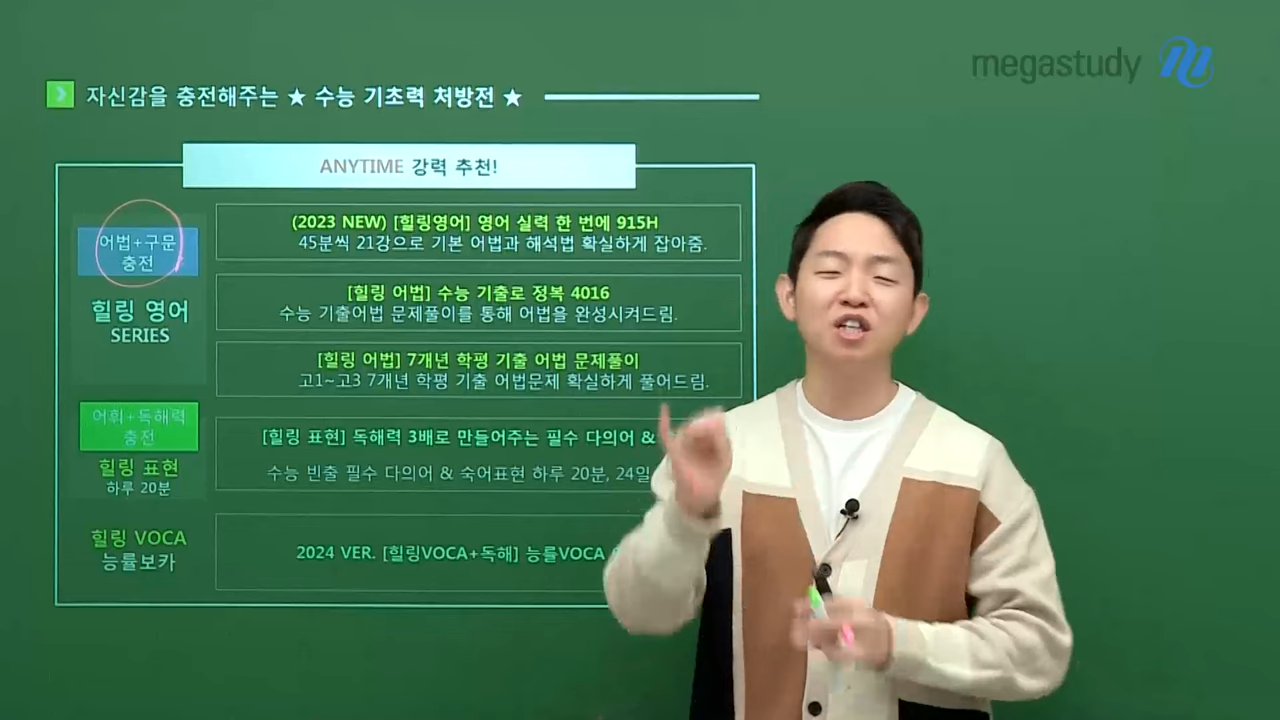 megastudy
자신감을 충전해주는 ★ 수능 기초력 처방전 ★
ANYTIME 강력 추천!
어법+구문
충전
힐링 영어
SERIES
(2023 NEW) [힐링영어] 영어 실력 한 번에 915H
45분씩 21강으로 기본 어법과 해석법 확실하게 잡아줌.
[힐링 어법] 수능 기출로 정복 4016
수능 기출어법 문제풀이를 통해 어법을 완성시켜드림.
[힐링 어법] 7개년 학평 기출 어법 문제풀이
고1~고3 7개년 학평 기출 어법문제 확실하게 풀어드림.
어휘+독해력
충전
힐링 표현
하루 20분
[힐링 표현] 독해력 3배로 만들어주는 필수 다의어 &
수능 빈출 필수 다의어 & 숙어표현 하루 20분, 24일
힐링 VOCA
능률보카
2024 VER. [힐링VOCA+독해] 능률VOCA